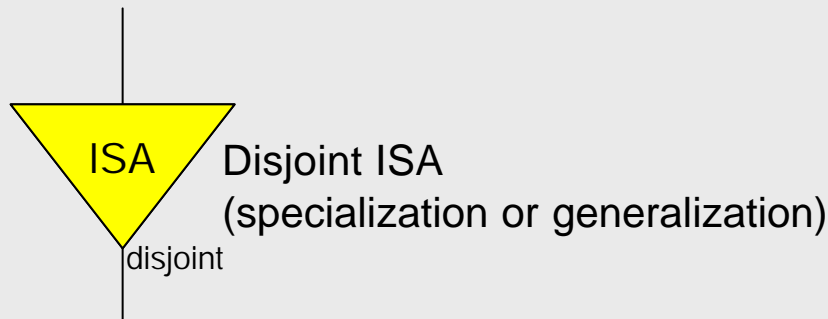 ISA
Disjoint ISA
(specialization or generalization)
disjoint